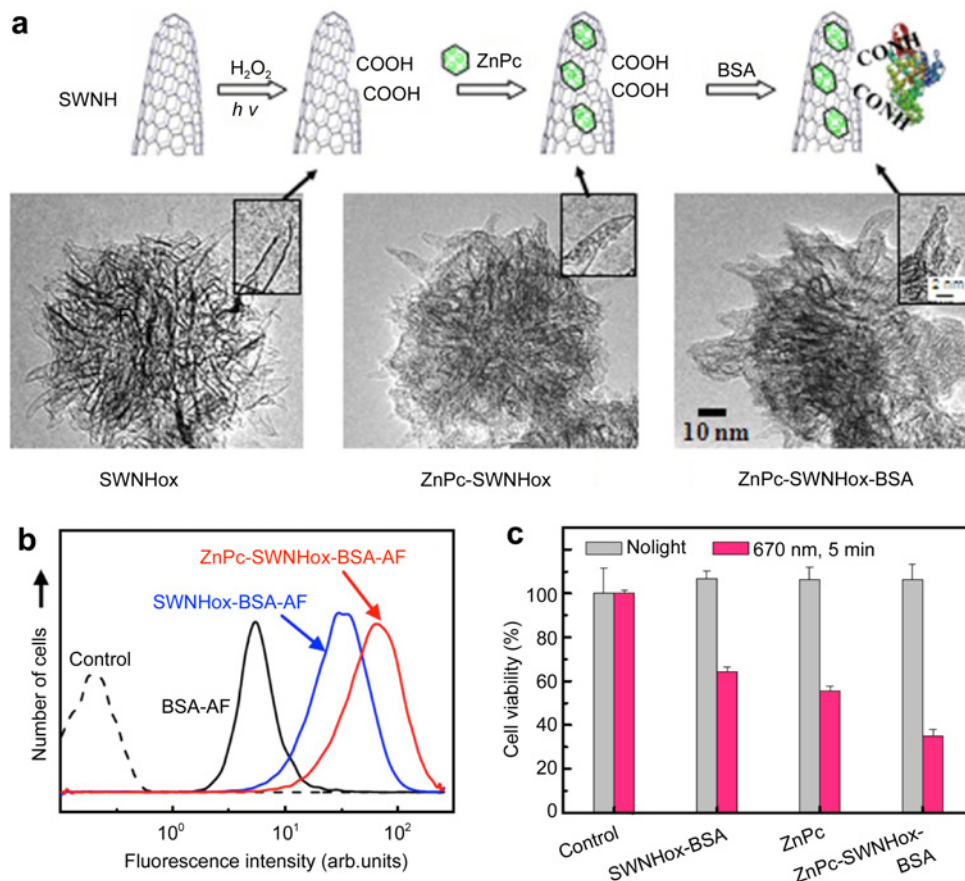 a
SWNH
H2O2
h v
COOH
COOH
ZnPc
COOH
COOH
BSA
CONH
CONH
2 nm
10 nm
SWNHox
ZnPc-SWNHox
ZnPc-SWNHox-BSA
b
Number of cells
Control
BSA-AF
SWNHox-BSA-AF
ZnPc-SWNHox-BSA-AF
10^0
10^1
10^2
Fluorescence intensity (arb.units)
c
Nolight
670 nm, 5 min
Cell viability (%)
100
80
60
40
20
0
Control
SWNHox-BSA
ZnPc
ZnPc-SWNHox-
BSA